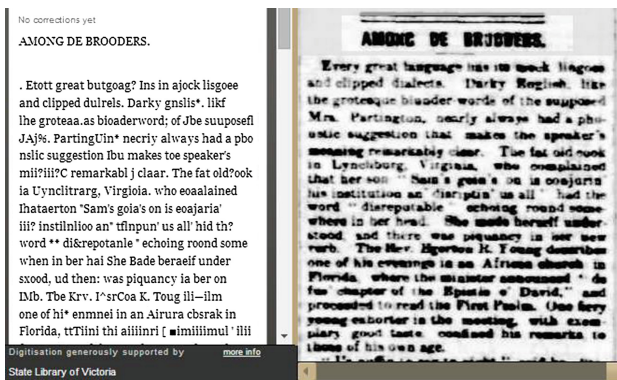 No corrections yet
AMONG DE BROODERS.
. Etott great butgoag? Ins in ajock lisgoee
and clipped dulrels. Darky gnslis*. likf
lhe groteaa.as bioaderword; of Jbe suuposefl
JAj%. PartingUin* necriy always had a pbo
nslic suggestion Ibu makes toe speaker's
mii?iii?C remarkabl j claar. The fat old?ook
ia Uynclitrarg, Virgioia. who eoaalained
Ihataerton "Sam's goia's on is eoajaria'
iii? instilnlioo an" tflnpun' us all' hid th?
word ** di&repotanle " echoing roond some
when in ber hai She Bade beraeif under
sxood, ud then: was piquancy ia ber on
IMb. Tbe Krv. I^srCoa K. Toug ili—ilm
one of hi* enmnei in an Airura cbsrak in
Florida, ttTiini thi aiiiinri [ ■imiiiimul ' ilii
Digitisation generously supported by more info
State Library of Victoria
AMONG DE BROODERS.
Every great language has its mock lingoes
and clipped dialects. Darky English, like
the grotesque blunder words of the supposed
Mrs. Partington, nearly always had a pho-
netic suggestion that makes the speaker's
meaning remarkably clear. The fat old cook
in Lynchburg, Virginia, who complained
that her son "Sam's goin's on is
his institution an' us all" had the
word "disreputable" echoing round some-
where in her head. She made herself under-
stood, and there was piquancy in her new
verb. The Rev. Egerton R. Young describes
one of his evenings in an African church in
Florida, where the minister announced "de
fus' chapter of the Epistle o' David," and
proceeded to read the First Psalm. One fiery
young exhorter in the meeting, with exem-
plary good taste, confined his remarks to
those of his own age.